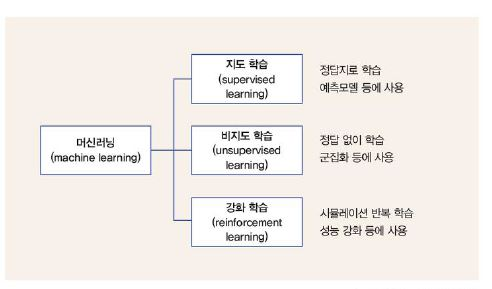 머신러닝
(machine learning)
지도 학습
(supervised
learning)
정답지로 학습
예측모델 등에 사용
비지도 학습
(unsupervised
learning)
정답 없이 학습
군집화 등에 사용
강화 학습
(reinforcement
learning)
시뮬레이션 반복 학습
성능 강화 등에 사용